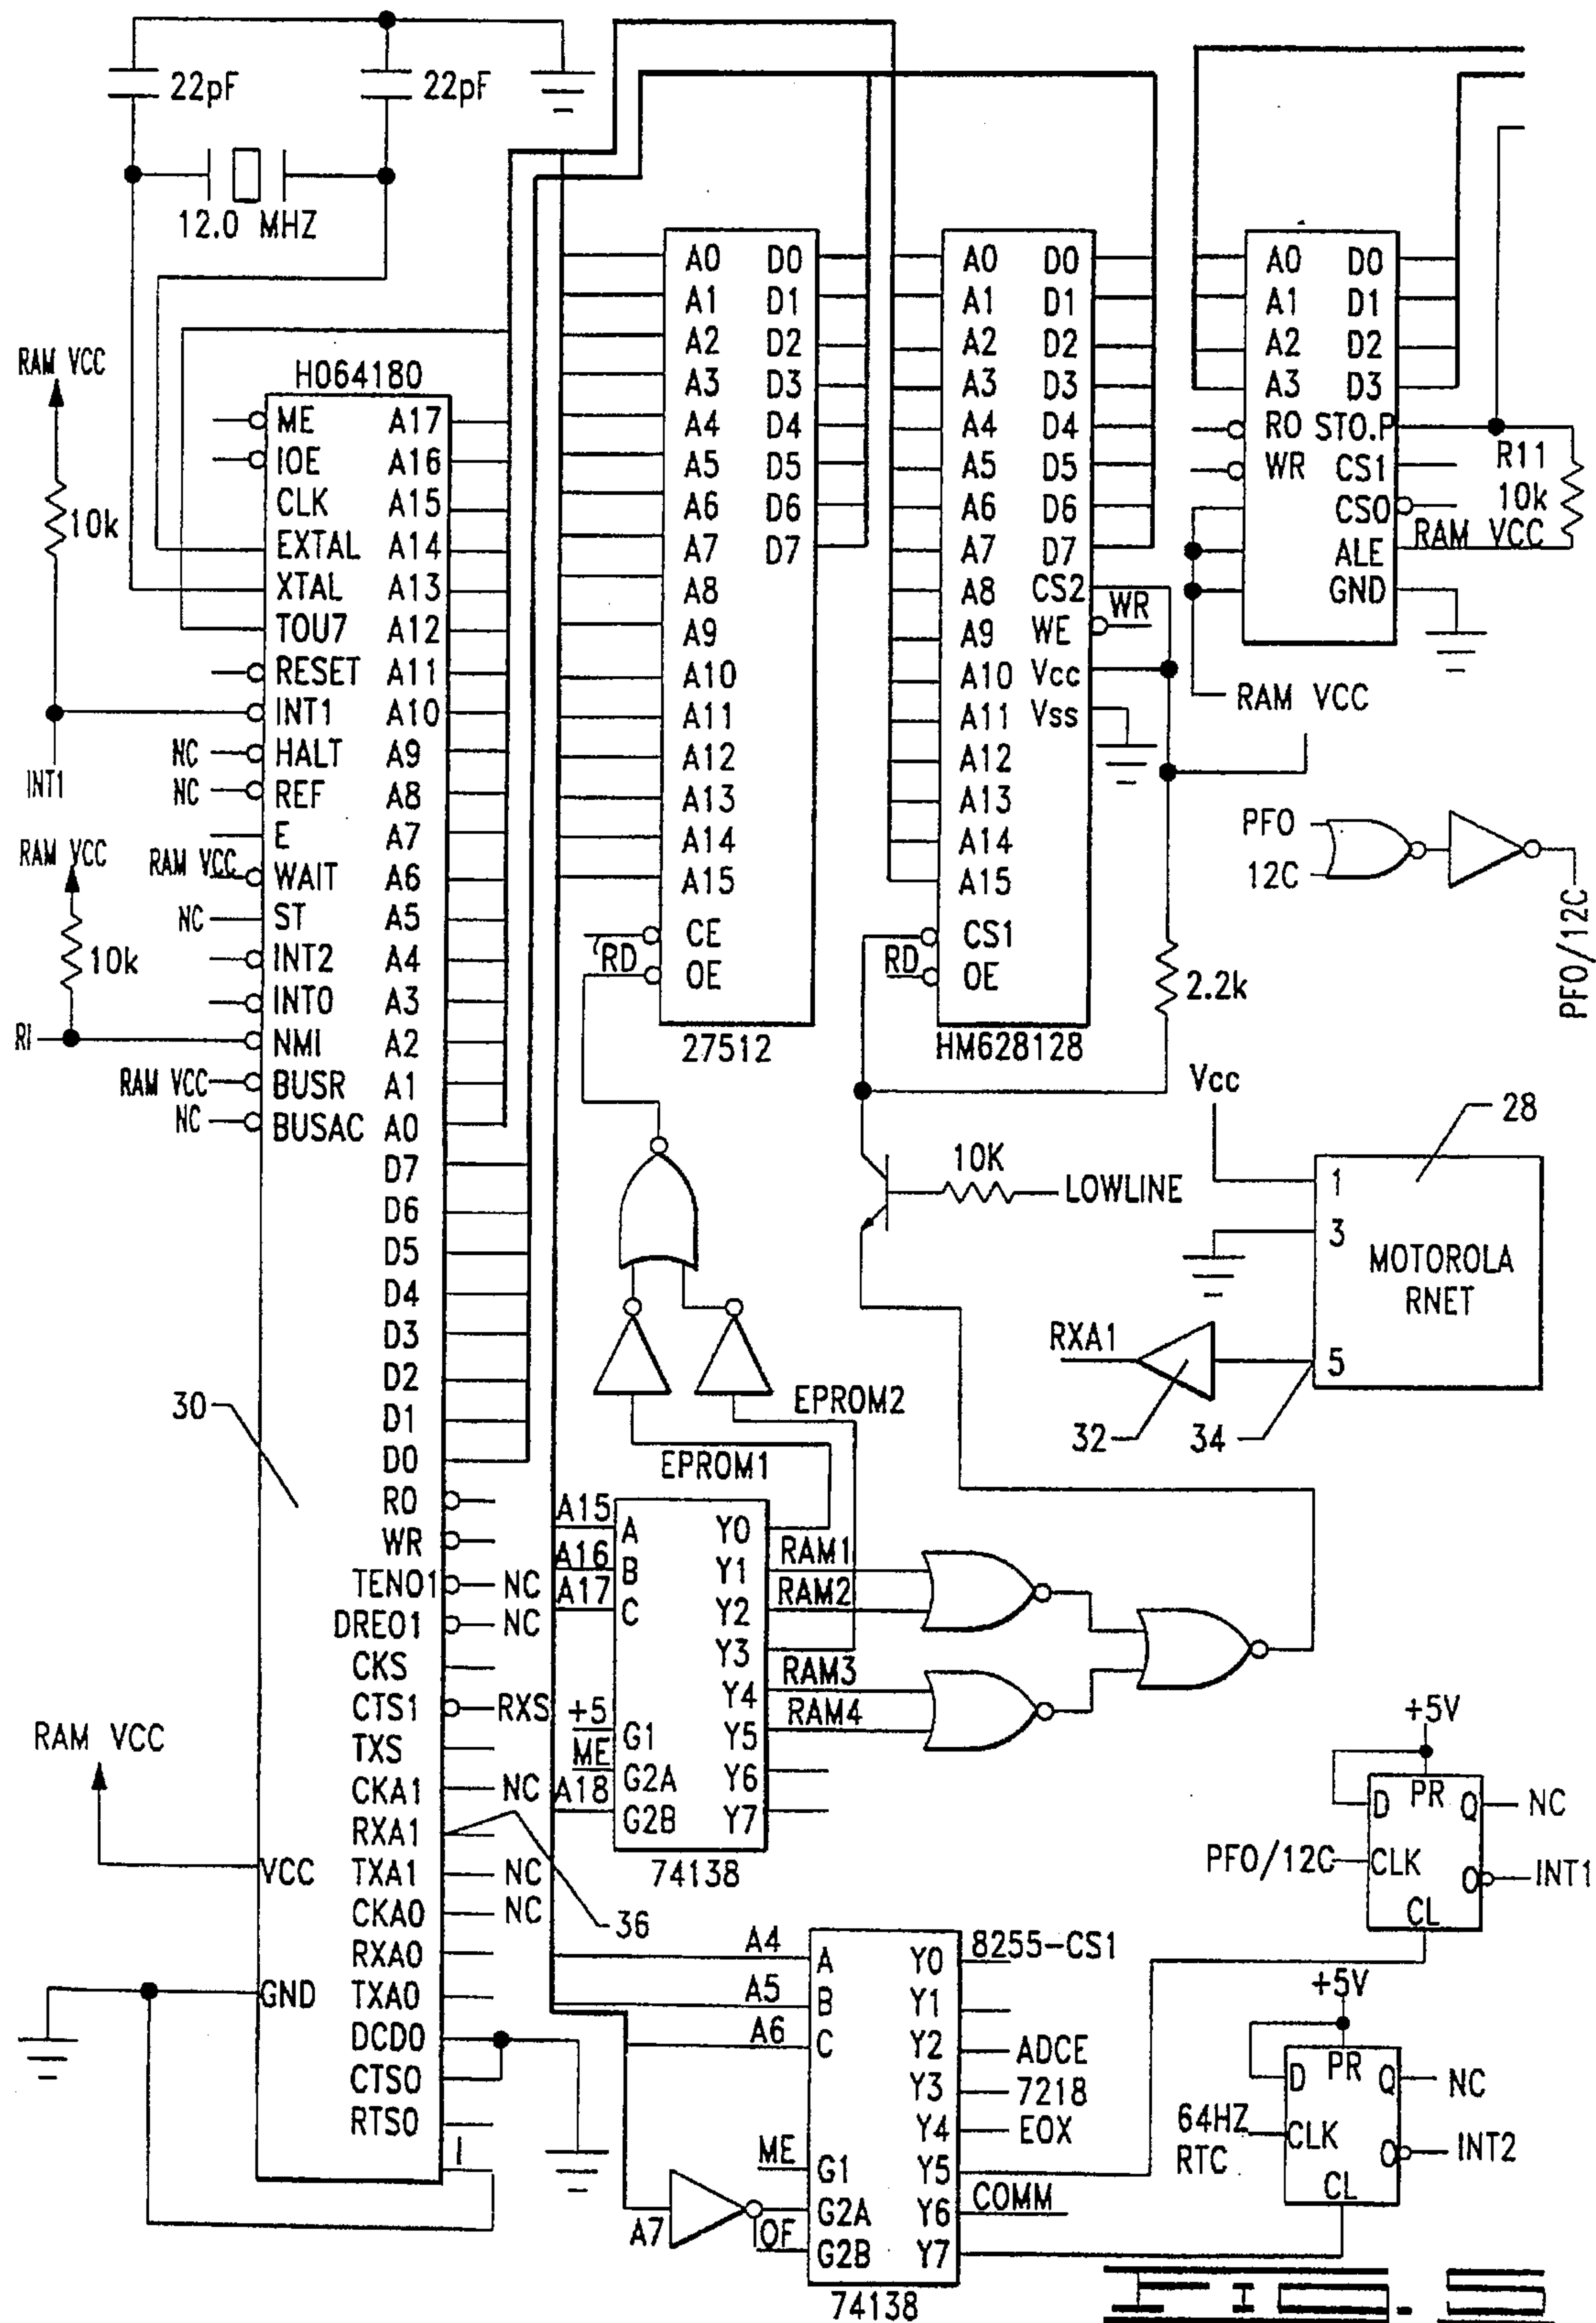 22pF
22pF
12.0 MHZ
RAM VCC
10k
INT1
RAM VCC
10k
RI
H064180
ME
IOE
CLK
EXTAL
XTAL
TOU7
RESET
INT1
NC HALT
NC REF
E
RAM VCC WAIT
NC ST
INT2
INT0
NMI
RAM VCC BUSR
NC BUSAC
A17
A16
A15
A14
A13
A12
A11
A10
A9
A8
A7
A6
A5
A4
A3
A2
A1
A0
D7
D6
D5
D4
D3
D2
D1
D0
RO
WR
TENO1 NC
DREO1 NC
CKS
CTS1 RXS
TXS
CKA1 NC
RXA1
TXA1 NC
CKA0 NC
RXA0
TXA0
DCD0
CTS0
RTS0
I
30
RAM VCC
VCC
GND
36
A0 D0
A1 D1
A2 D2
A3 D3
A4 D4
A5 D5
A6 D6
A7 D7
A8
A9
A10
A11
A12
A13
A14
A15
CE
RD
OE
27512
A0 D0
A1 D1
A2 D2
A3 D3
A4 D4
A5 D5
A6 D6
A7 D7
A8 CS2
WR
A9 WE
A10 Vcc
A11 Vss
A12
A13
A14
A15
CS1
RD OE
HM628128
2.2k
A0 D0
A1 D1
A2 D2
A3 D3
RO STO.P
WR CS1
CS0
ALE
GND
R11
10k
RAM VCC
RAM VCC
PFO
12C
PFO/12C
10K
LOWLINE
Vcc
28
1
3
MOTOROLA
RNET
5
RXA1
32
34
EPROM2
EPROM1
A15 A Y0
A16 B Y1 RAM1
A17 C Y2 RAM2
Y3
Y4 RAM3
+5 G1 Y5 RAM4
ME G2A Y6
A18 G2B Y7
74138
+5V
D PR Q NC
PFO/12C CLK
Q INT1
CL
A4 A Y0 8255-CS1
A5 B Y1
A6 C Y2 ADCE
Y3 7218
Y4 EOX
ME G1 Y5
G2A Y6 COMM
A7 OF G2B Y7
74138
+5V
D PR Q NC
64HZ
RTC
CLK
Q INT2
CL
FIG. 5